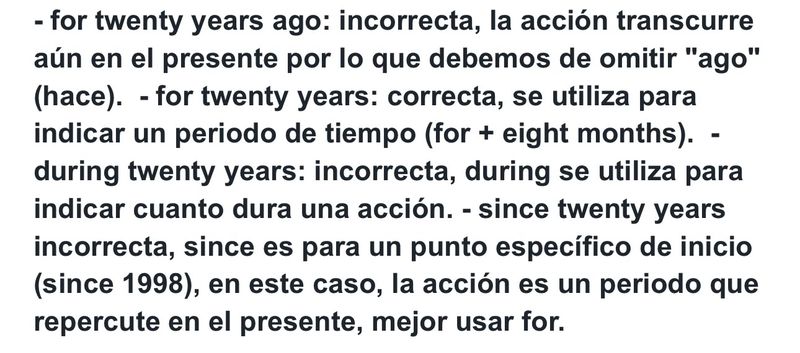 - for twenty years ago: incorrecta, la acción transcurre
aún en el presente por lo que debemos de omitir "ago"
(hace).  - for twenty years: correcta, se utiliza para
indicar un periodo de tiempo (for + eight months).  -
during twenty years: incorrecta, during se utiliza para
indicar cuanto dura una acción. - since twenty years
incorrecta, since es para un punto específico de inicio
(since 1998), en este caso, la acción es un periodo que
repercute en el presente, mejor usar for.